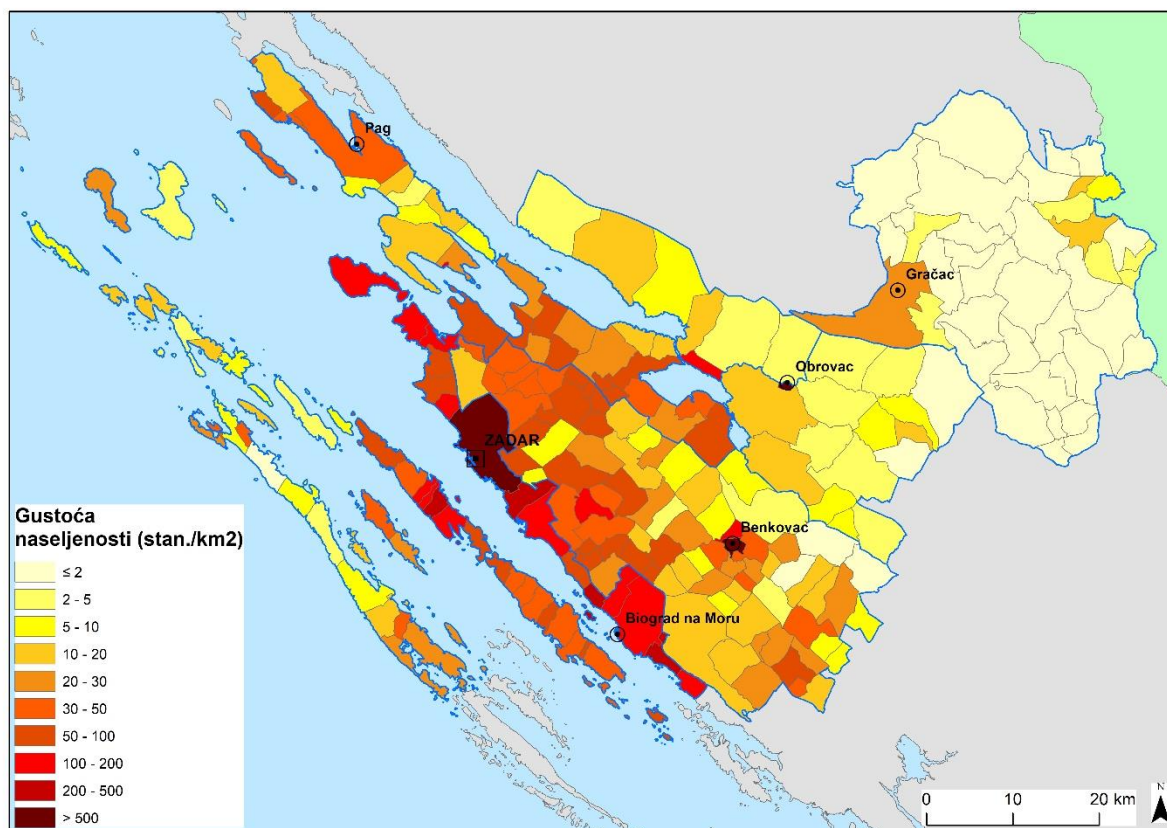 Pag
Gračac
Obrovac
ZADAR
Benkovac
Biograd na Moru
Gustoća
naseljenosti (stan./km2)
≤ 2
2 - 5
5 - 10
10 - 20
20 - 30
30 - 50
50 - 100
100 - 200
200 - 500
> 500
N
0 10 20 km